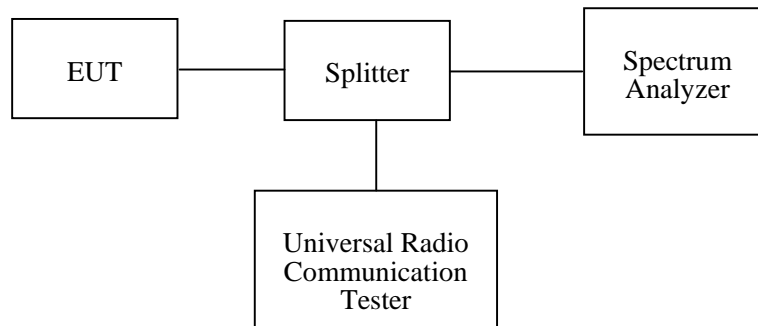 EUT
Splitter
Spectrum
Analyzer
Universal Radio
Communication
Tester